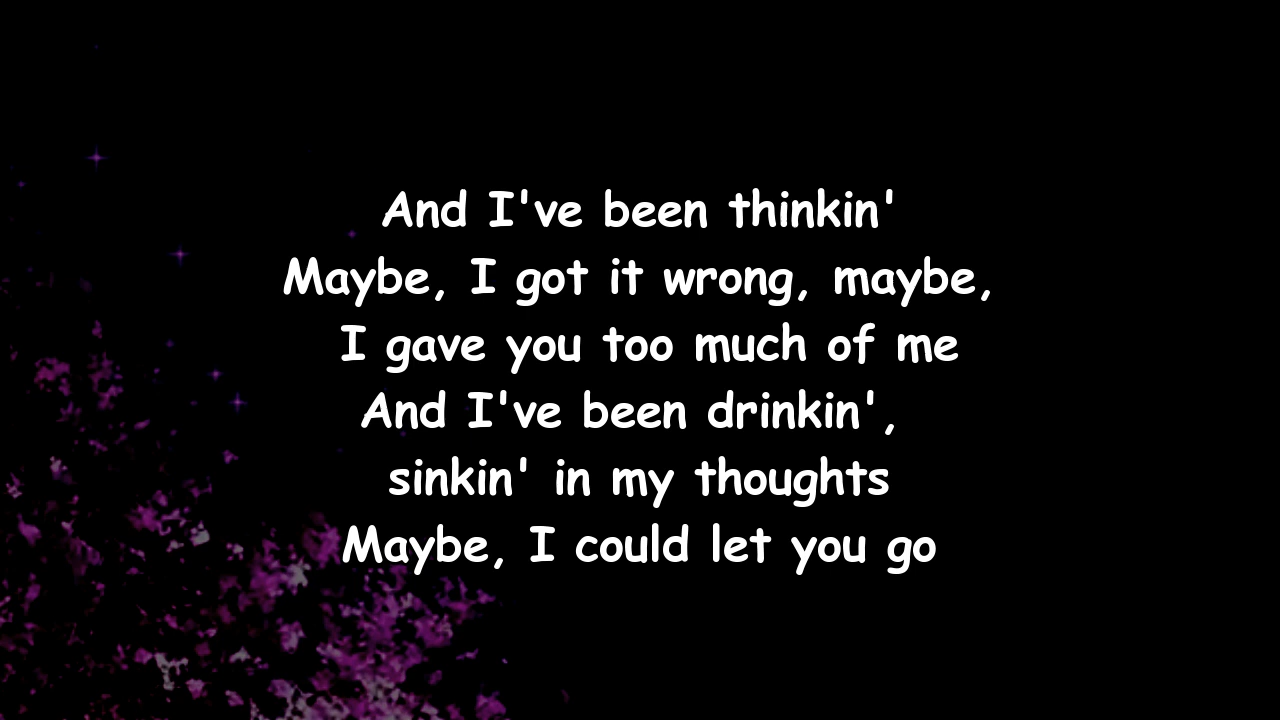 And I've been thinkin'
Maybe, I got it wrong, maybe,
I gave you too much of me
And I've been drinkin',
sinkin' in my thoughts
Maybe, I could let you go